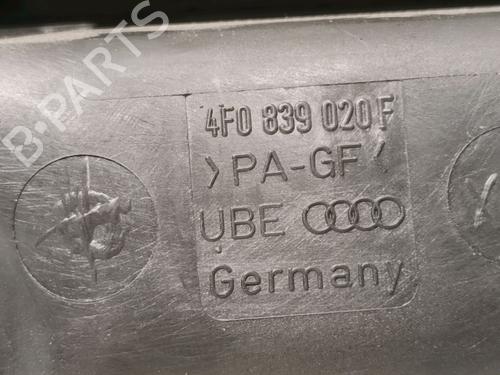 B-PARTS
4F0 839 020 F
>PA-GF<
UBE
Germany